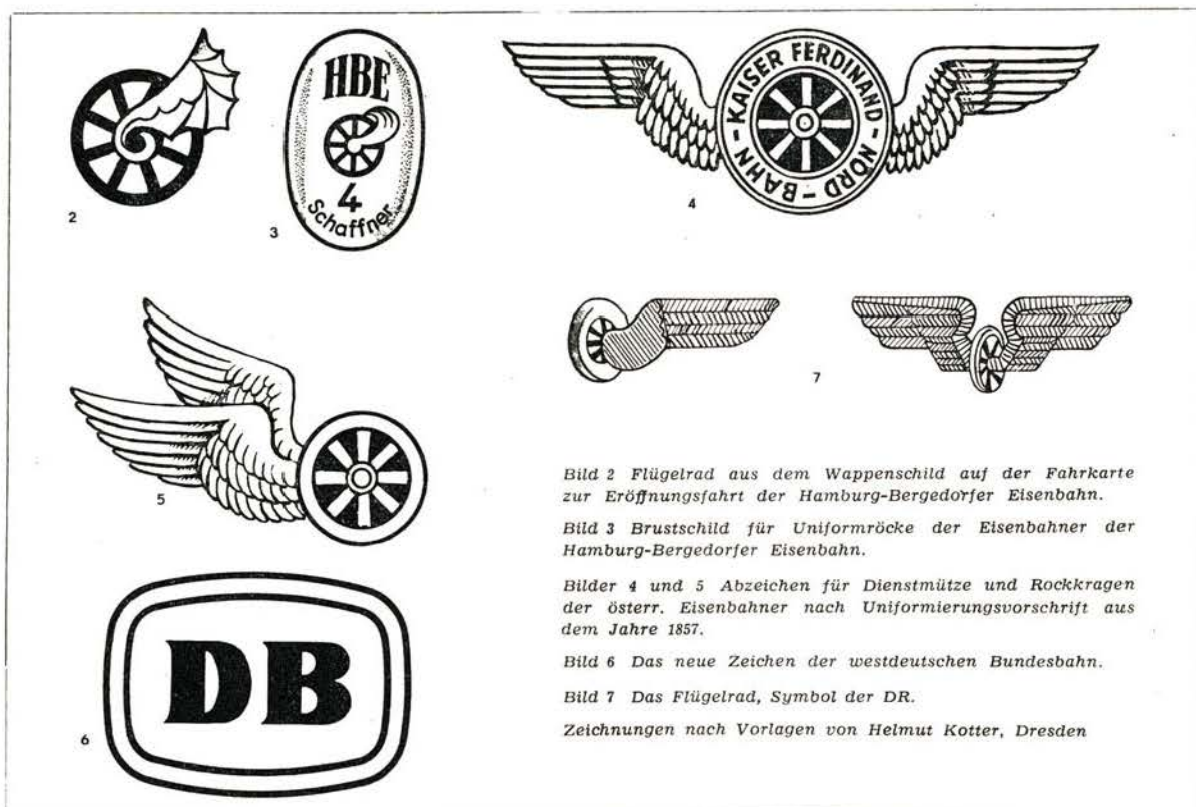 2
HBE
4
Schaffner
3
- KAISER FERDINAND - NORD - BAHN
4
5
7
DB
6
Bild 2 Flügelrad aus dem Wappenschild auf der Fahrkarte
zur Eröffnungsfahrt der Hamburg-Bergedorfer Eisenbahn.
Bild 3 Brustschild für Uniformröcke der Eisenbahner der
Hamburg-Bergedorfer Eisenbahn.
Bilder 4 und 5 Abzeichen für Dienstmütze und Rockkragen
der österr. Eisenbahner nach Uniformierungsvorschrift aus
dem Jahre 1857.
Bild 6 Das neue Zeichen der westdeutschen Bundesbahn.
Bild 7 Das Flügelrad, Symbol der DR.
Zeichnungen nach Vorlagen von Helmut Kotter, Dresden